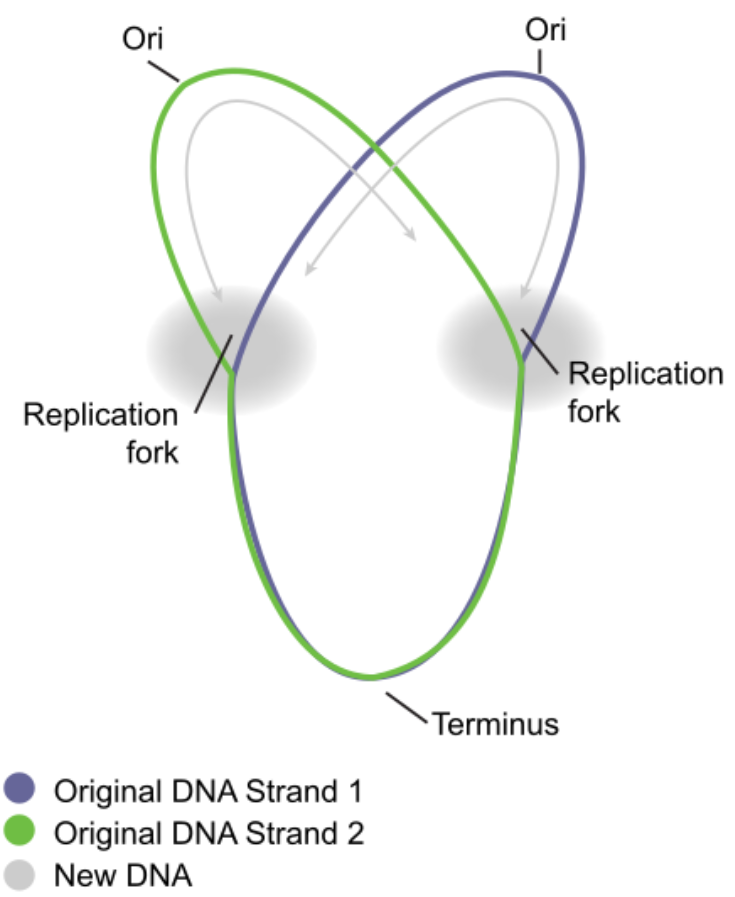 Ori
Ori
Replication
fork
Replication
fork
Terminus
Original DNA Strand 1
Original DNA Strand 2
New DNA